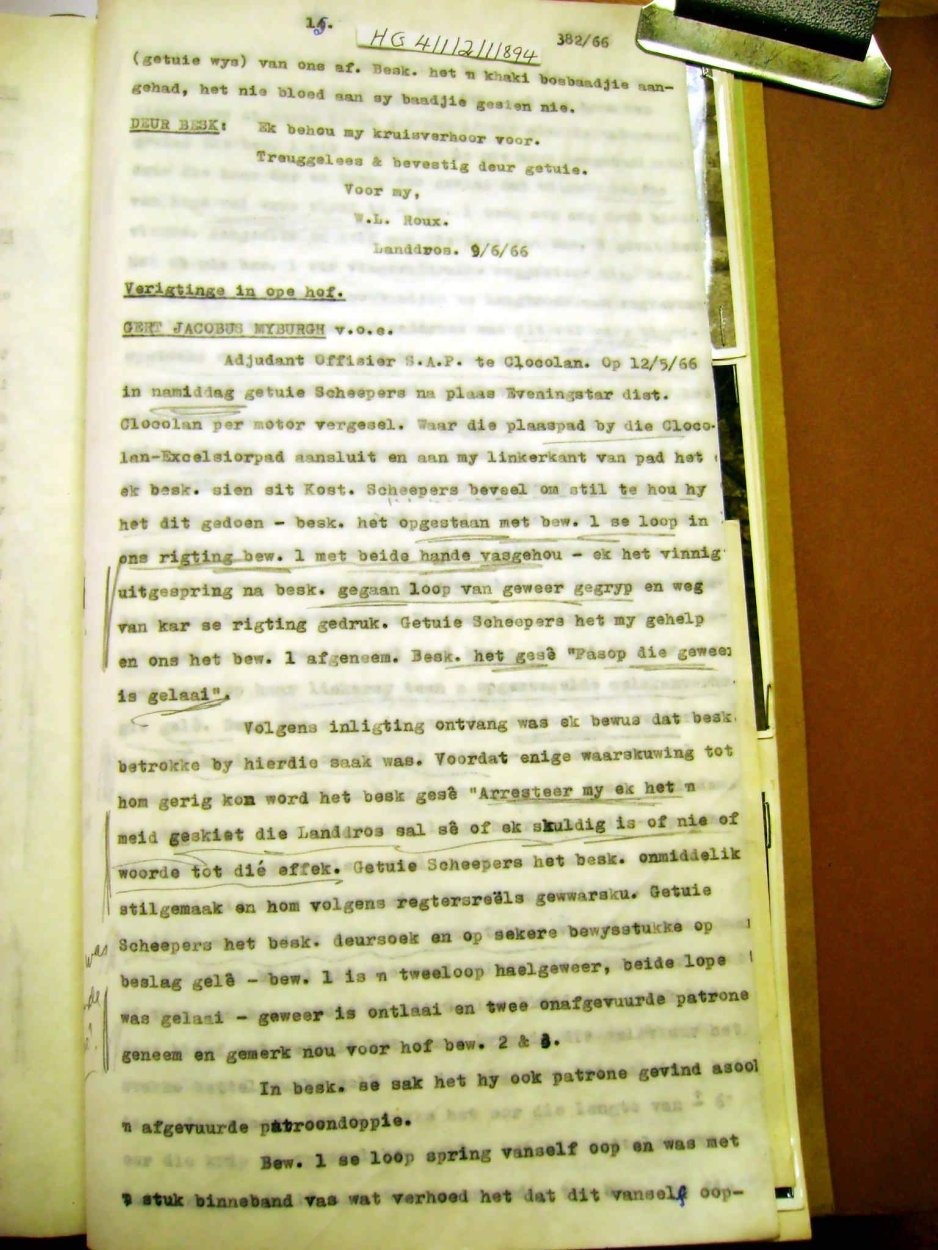 15.
HG 4/1/2/1/894
382/66
(getuie wys) van ons af. Besk. het 'n khaki bosbaadjie aan-
gehad, het nie bloed aan sy baadjie gesien nie.
DEUR BESK: Ek behou my kruisverhoor voor.
Treuggelees & bevestig deur getuie.
Voor my,
W.L. Roux.
Landdros. 9/6/66
Verigtinge in ope hof.
GERT JACOBUS MYBURGH v.o.e.
Adjudant Offisier S.A.P. te Clocolan. Op 12/5/66
in namiddag getuie Scheepers na plaas Eveningstar dist.
Clocolan per motor vergesel. Waar die plaaspad by die Cloco-
lan-Excelsiorpad aansluit en aan my linkerkant van pad het
ek besk. sien sit Kost. Scheepers beveel om stil te hou hy
het dit gedoen - besk. het opgestaan met bew. 1 se loop in
ons rigting bew. 1 met beide hande vasgehou - ek het vinnig
uitgespring na besk. gegaan loop van geweer gegryp en weg
van kar se rigting gedruk. Getuie Scheepers het my gehelp
en ons het bew. 1 afgeneem. Besk. het gesê "Pasop die geweer
is gelaai".
Volgens inligting ontvang was ek bewus dat besk.
betrokke by hierdie saak was. Voordat enige waarskuwing tot
hom gerig kon word het besk gesê "Arresteer my ek het 'n
meid geskiet die Landdros sal sê of ek skuldig is of nie of
woorde tot dié effek. Getuie Scheepers het besk. onmiddelik
stilgemaak en hom volgens regtersreëls gewwarsku. Getuie
Scheepers het besk. deursoek en op sekere bewysstukke op
was
beslag gelê - bew. 1 is 'n tweeloop haelgeweer, beide lope
was gelaai - geweer is ontlaai en twee onafgevuurde patrone
geneem en gemerk nou voor hof bew. 2 & 3.
In besk. se sak het hy ook patrone gevind asook
'n afgevuurde patroondoppie.
Bew. 1 se loop spring vanself oop en was met
'n stuk binneband vas wat verhoed het dat dit vanself oop-